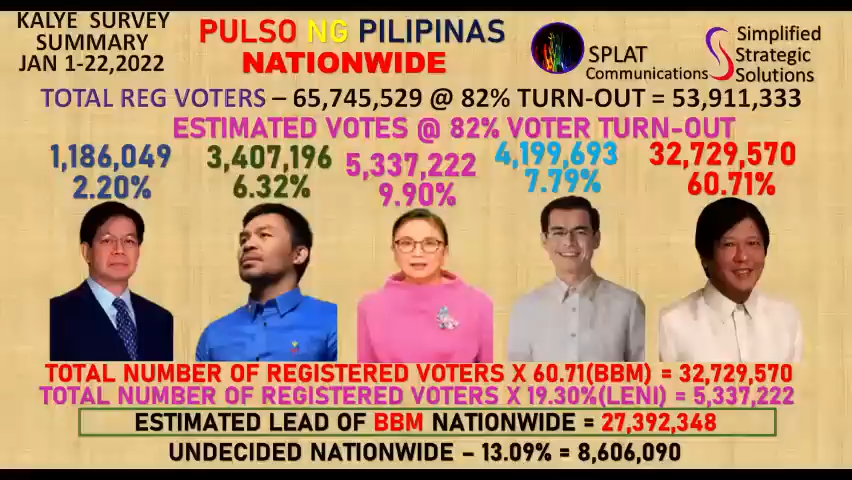 KALYE SURVEY
SUMMARY
JAN 1-22,2022
PULSO NG PILIPINAS
NATIONWIDE
SPLAT
Communications
Simplified
Strategic
Solutions
TOTAL REG VOTERS – 65,745,529 @ 82% TURN-OUT = 53,911,333
ESTIMATED VOTES @ 82% VOTER TURN-OUT
1,186,049
2.20%
3,407,196
6.32%
5,337,222
9.90%
4,199,693
7.79%
32,729,570
60.71%
TOTAL NUMBER OF REGISTERED VOTERS X 60.71(BBM) = 32,729,570
TOTAL NUMBER OF REGISTERED VOTERS X 19.30%(LENI) = 5,337,222
ESTIMATED LEAD OF BBM NATIONWIDE = 27,392,348
UNDECIDED NATIONWIDE – 13.09% = 8,606,090